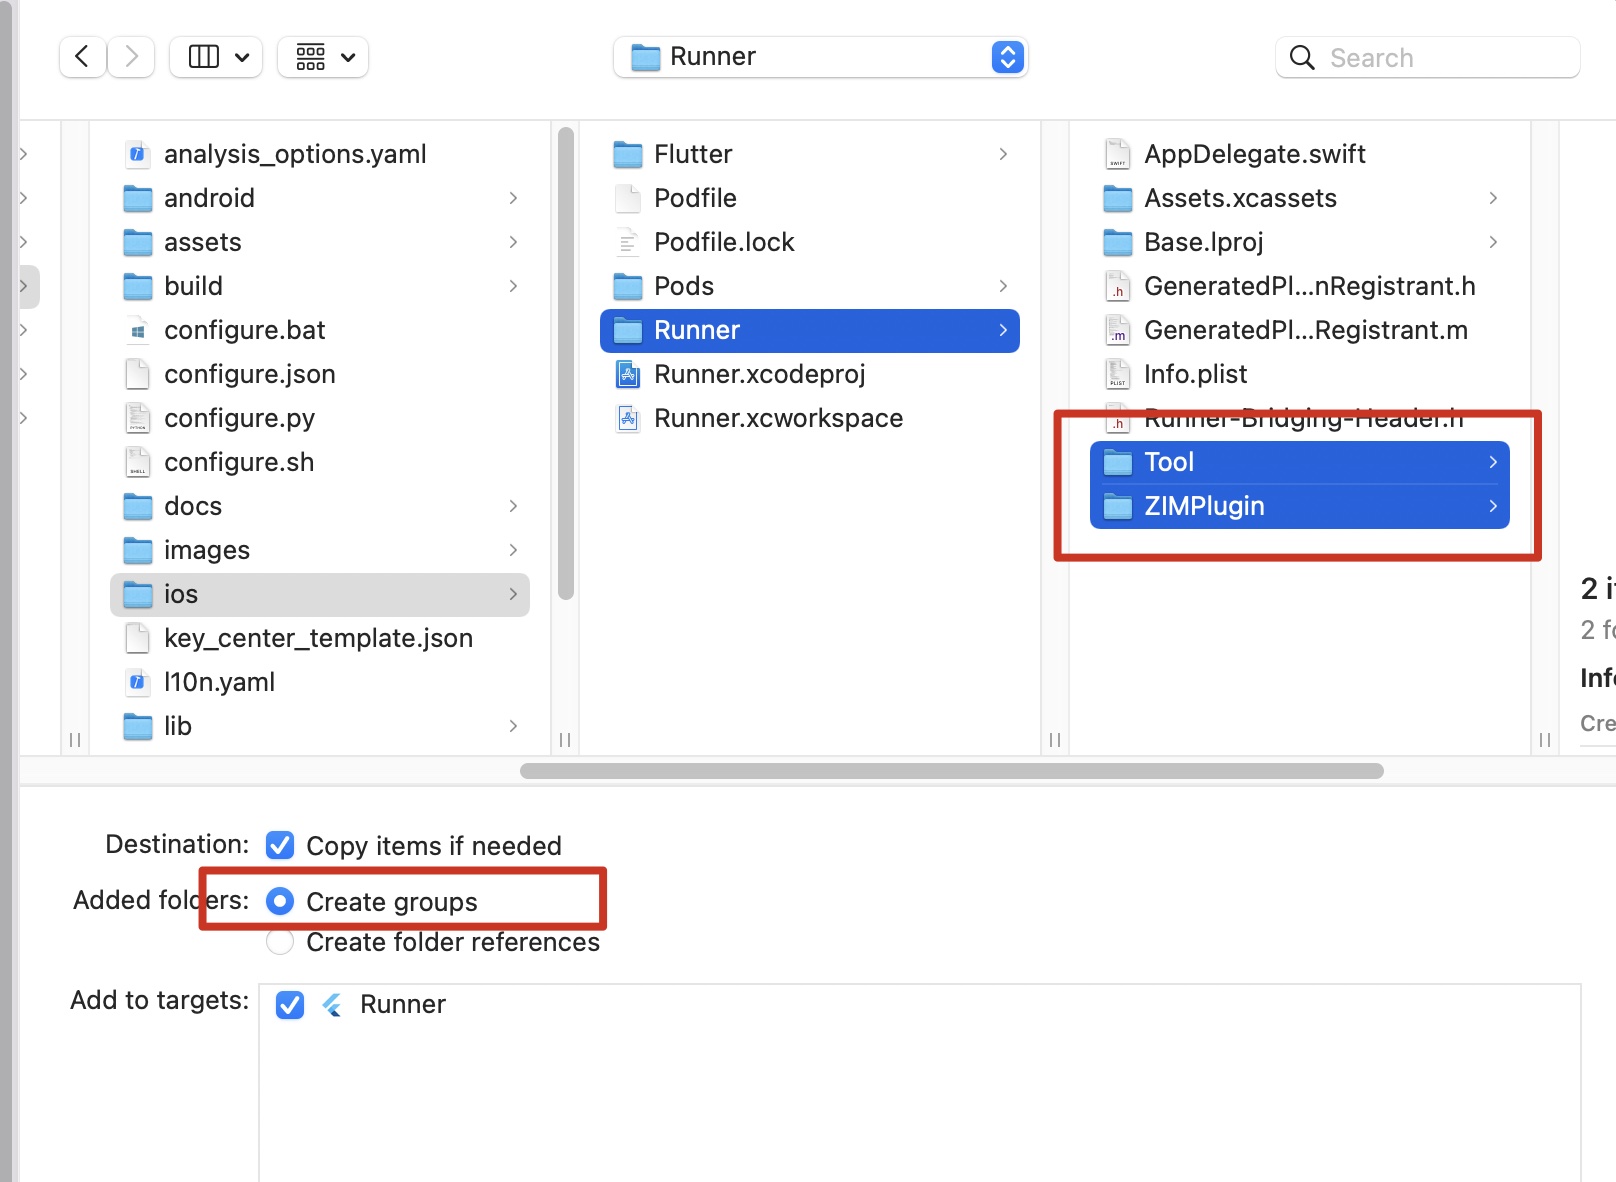 Runner
Search
analysis_options.yaml
android
assets
build
configure.bat
configure.json
configure.py
configure.sh
docs
images
ios
key_center_template.json
l10n.yaml
lib
Flutter
Podfile
Podfile.lock
Pods
Runner
Runner.xcodeproj
Runner.xcworkspace
AppDelegate.swift
Assets.xcassets
Base.lproj
GeneratedPl...nRegistrant.h
GeneratedPl...Registrant.m
Info.plist
Runner-Bridging-Header.h
Tool
ZIMPlugin
2
2
Destination: Copy items if needed
Added folders: Create groups
Create folder references
Add to targets: Runner